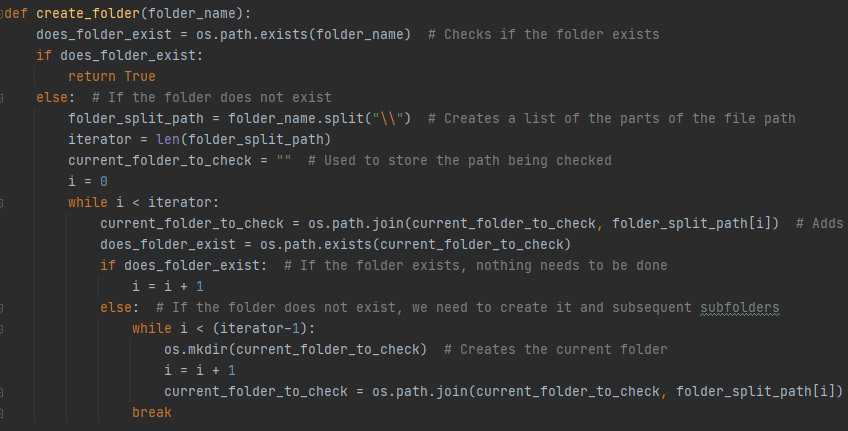 def create_folder(folder_name):
    does_folder_exist = os.path.exists(folder_name)  # Checks if the folder exists
    if does_folder_exist:
        return True
    else:  # If the folder does not exist
        folder_split_path = folder_name.split("\\")  # Creates a list of the parts of the file path
        iterator = len(folder_split_path)
        current_folder_to_check = ""  # Used to store the path being checked
        i = 0
        while i < iterator:
            current_folder_to_check = os.path.join(current_folder_to_check, folder_split_path[i])  # Adds
            does_folder_exist = os.path.exists(current_folder_to_check)
            if does_folder_exist:  # If the folder exists, nothing needs to be done
                i = i + 1
            else:  # If the folder does not exist, we need to create it and subsequent subfolders
                while i < (iterator-1):
                    os.mkdir(current_folder_to_check)  # Creates the current folder
                    i = i + 1
                    current_folder_to_check = os.path.join(current_folder_to_check, folder_split_path[i])
                break